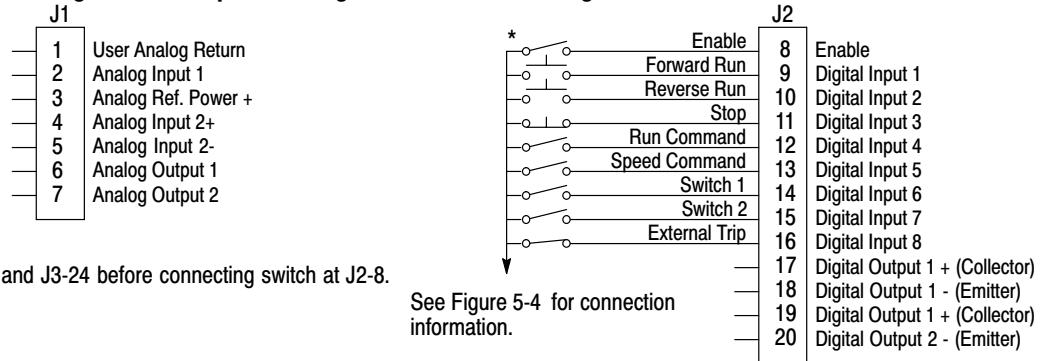 J1
1 User Analog Return
2 Analog Input 1
3 Analog Ref. Power +
4 Analog Input 2+
5 Analog Input 2-
6 Analog Output 1
7 Analog Output 2
and J3-24 before connecting switch at J2-8.
J2
*
Enable 8 Enable
Forward Run 9 Digital Input 1
Reverse Run 10 Digital Input 2
Stop 11 Digital Input 3
Run Command 12 Digital Input 4
Speed Command 13 Digital Input 5
Switch 1 14 Digital Input 6
Switch 2 15 Digital Input 7
External Trip 16 Digital Input 8
17 Digital Output 1 + (Collector)
18 Digital Output 1 - (Emitter)
19 Digital Output 1 + (Collector)
20 Digital Output 2 - (Emitter)
See Figure 5-4 for connection
information.